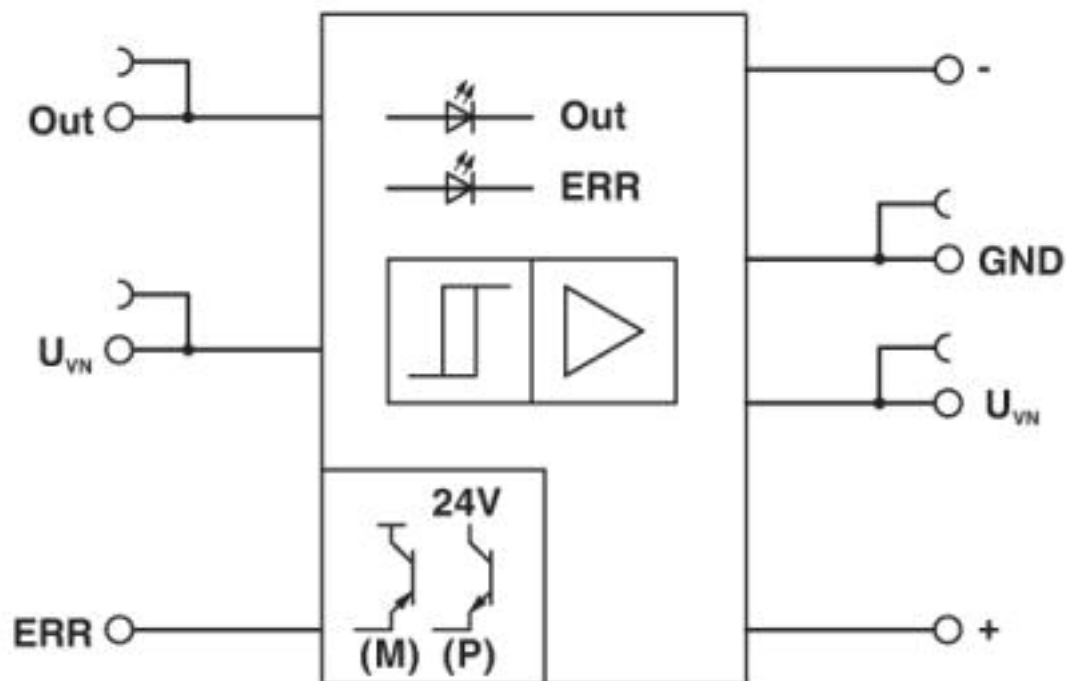 Out
-
Out
ERR
GND
U_VN
U_VN
24V
(M) (P)
ERR
+